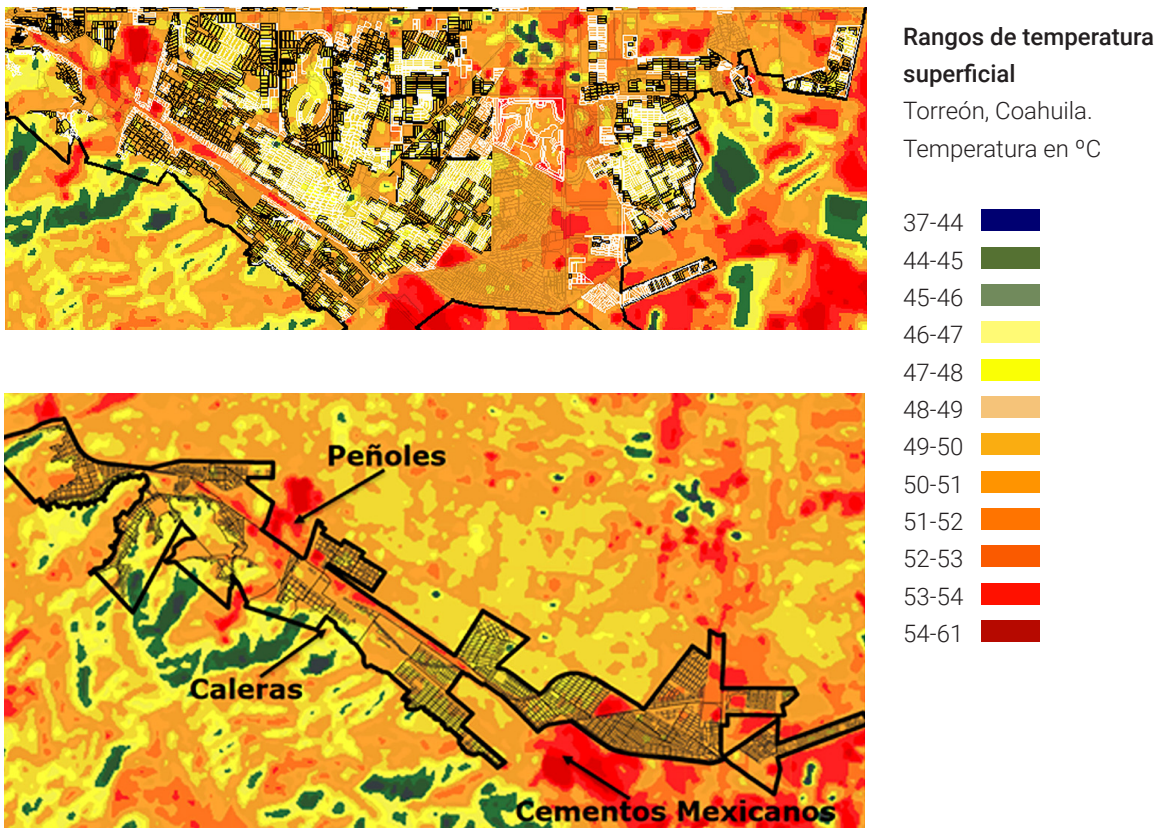 Rangos de temperatura
superficial
Torreón, Coahuila.
Temperatura en ºC
37-44
44-45
45-46
46-47
47-48
48-49
49-50
50-51
51-52
52-53
53-54
54-61
Peñoles
Caleras
Cementos Mexicanos